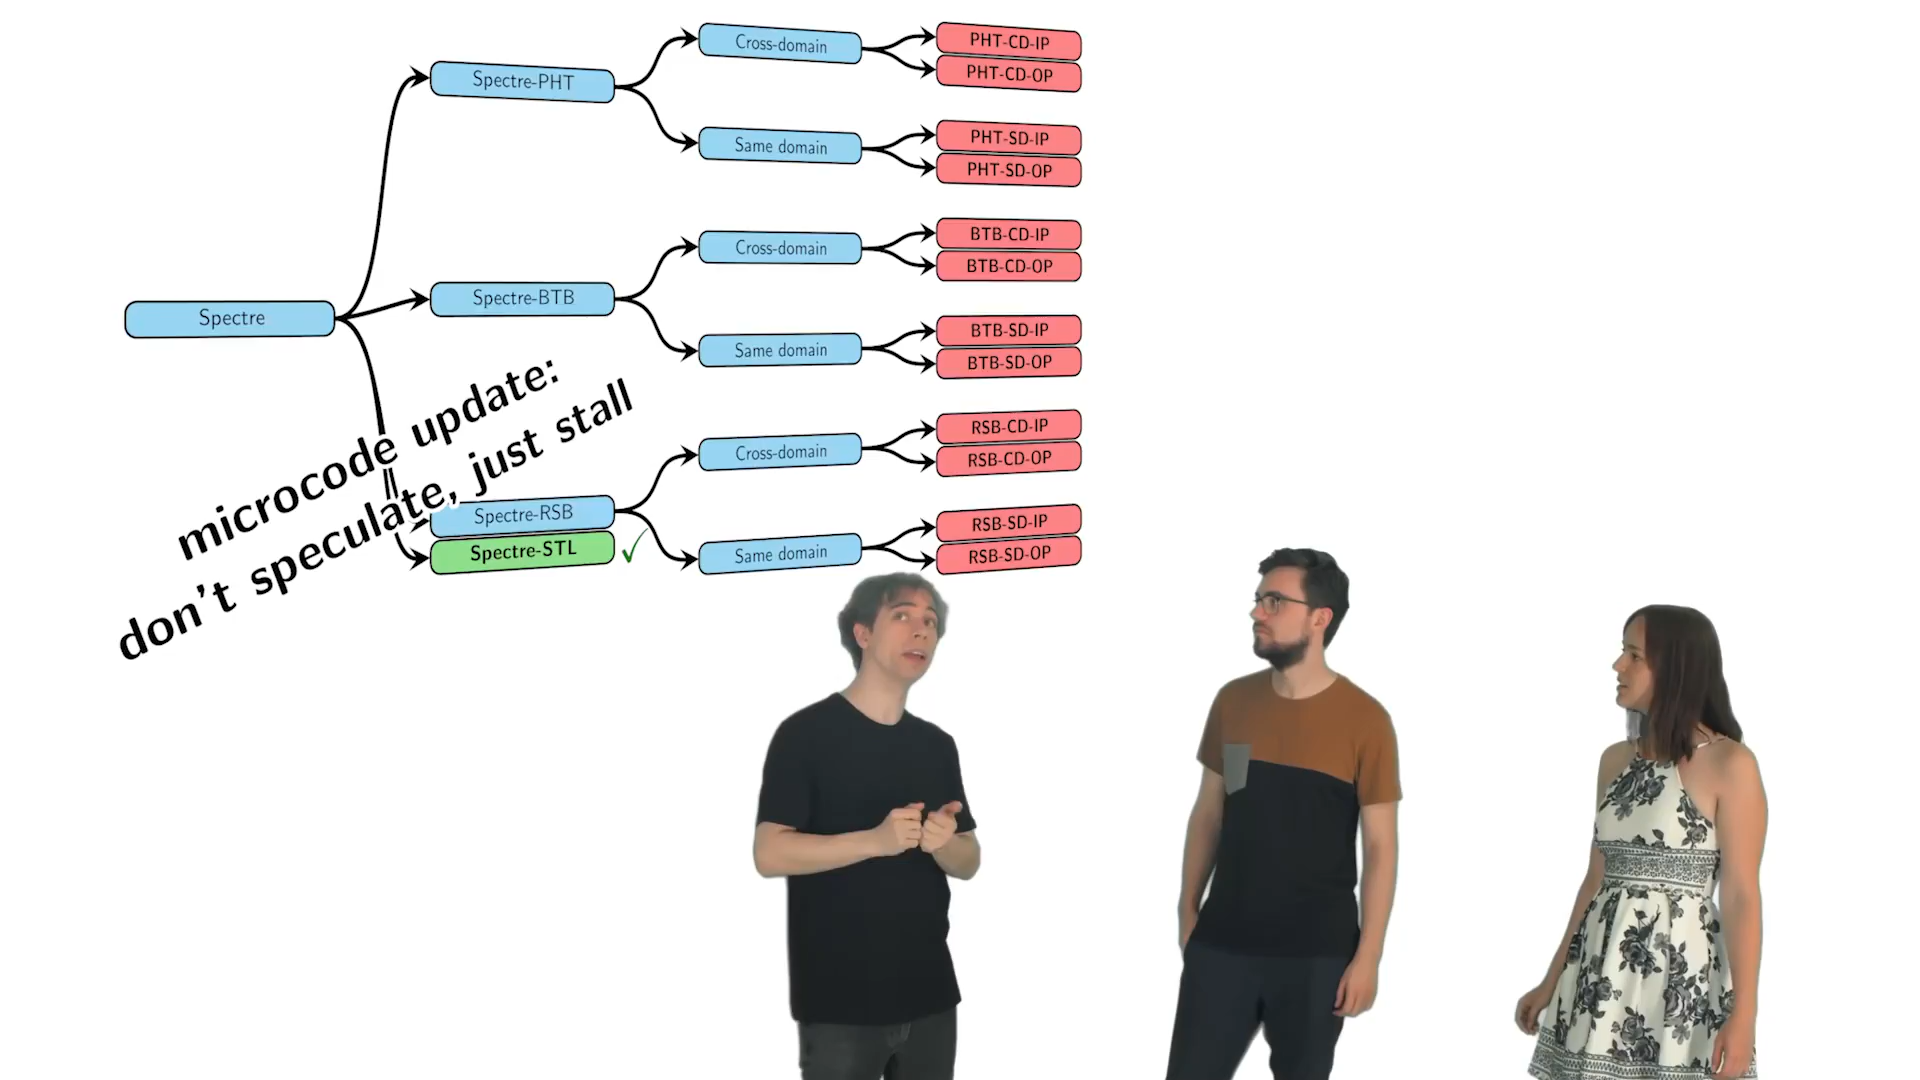 Spectre
Spectre-PHT
Cross-domain
PHT-CD-IP
PHT-CD-OP
Same domain
PHT-SD-IP
PHT-SD-OP
Spectre-BTB
Cross-domain
BTB-CD-IP
BTB-CD-OP
Same domain
BTB-SD-IP
BTB-SD-OP
Spectre-RSB
Cross-domain
RSB-CD-IP
RSB-CD-OP
Same domain
RSB-SD-IP
RSB-SD-OP
Spectre-STL
microcode update:
don't speculate, just stall